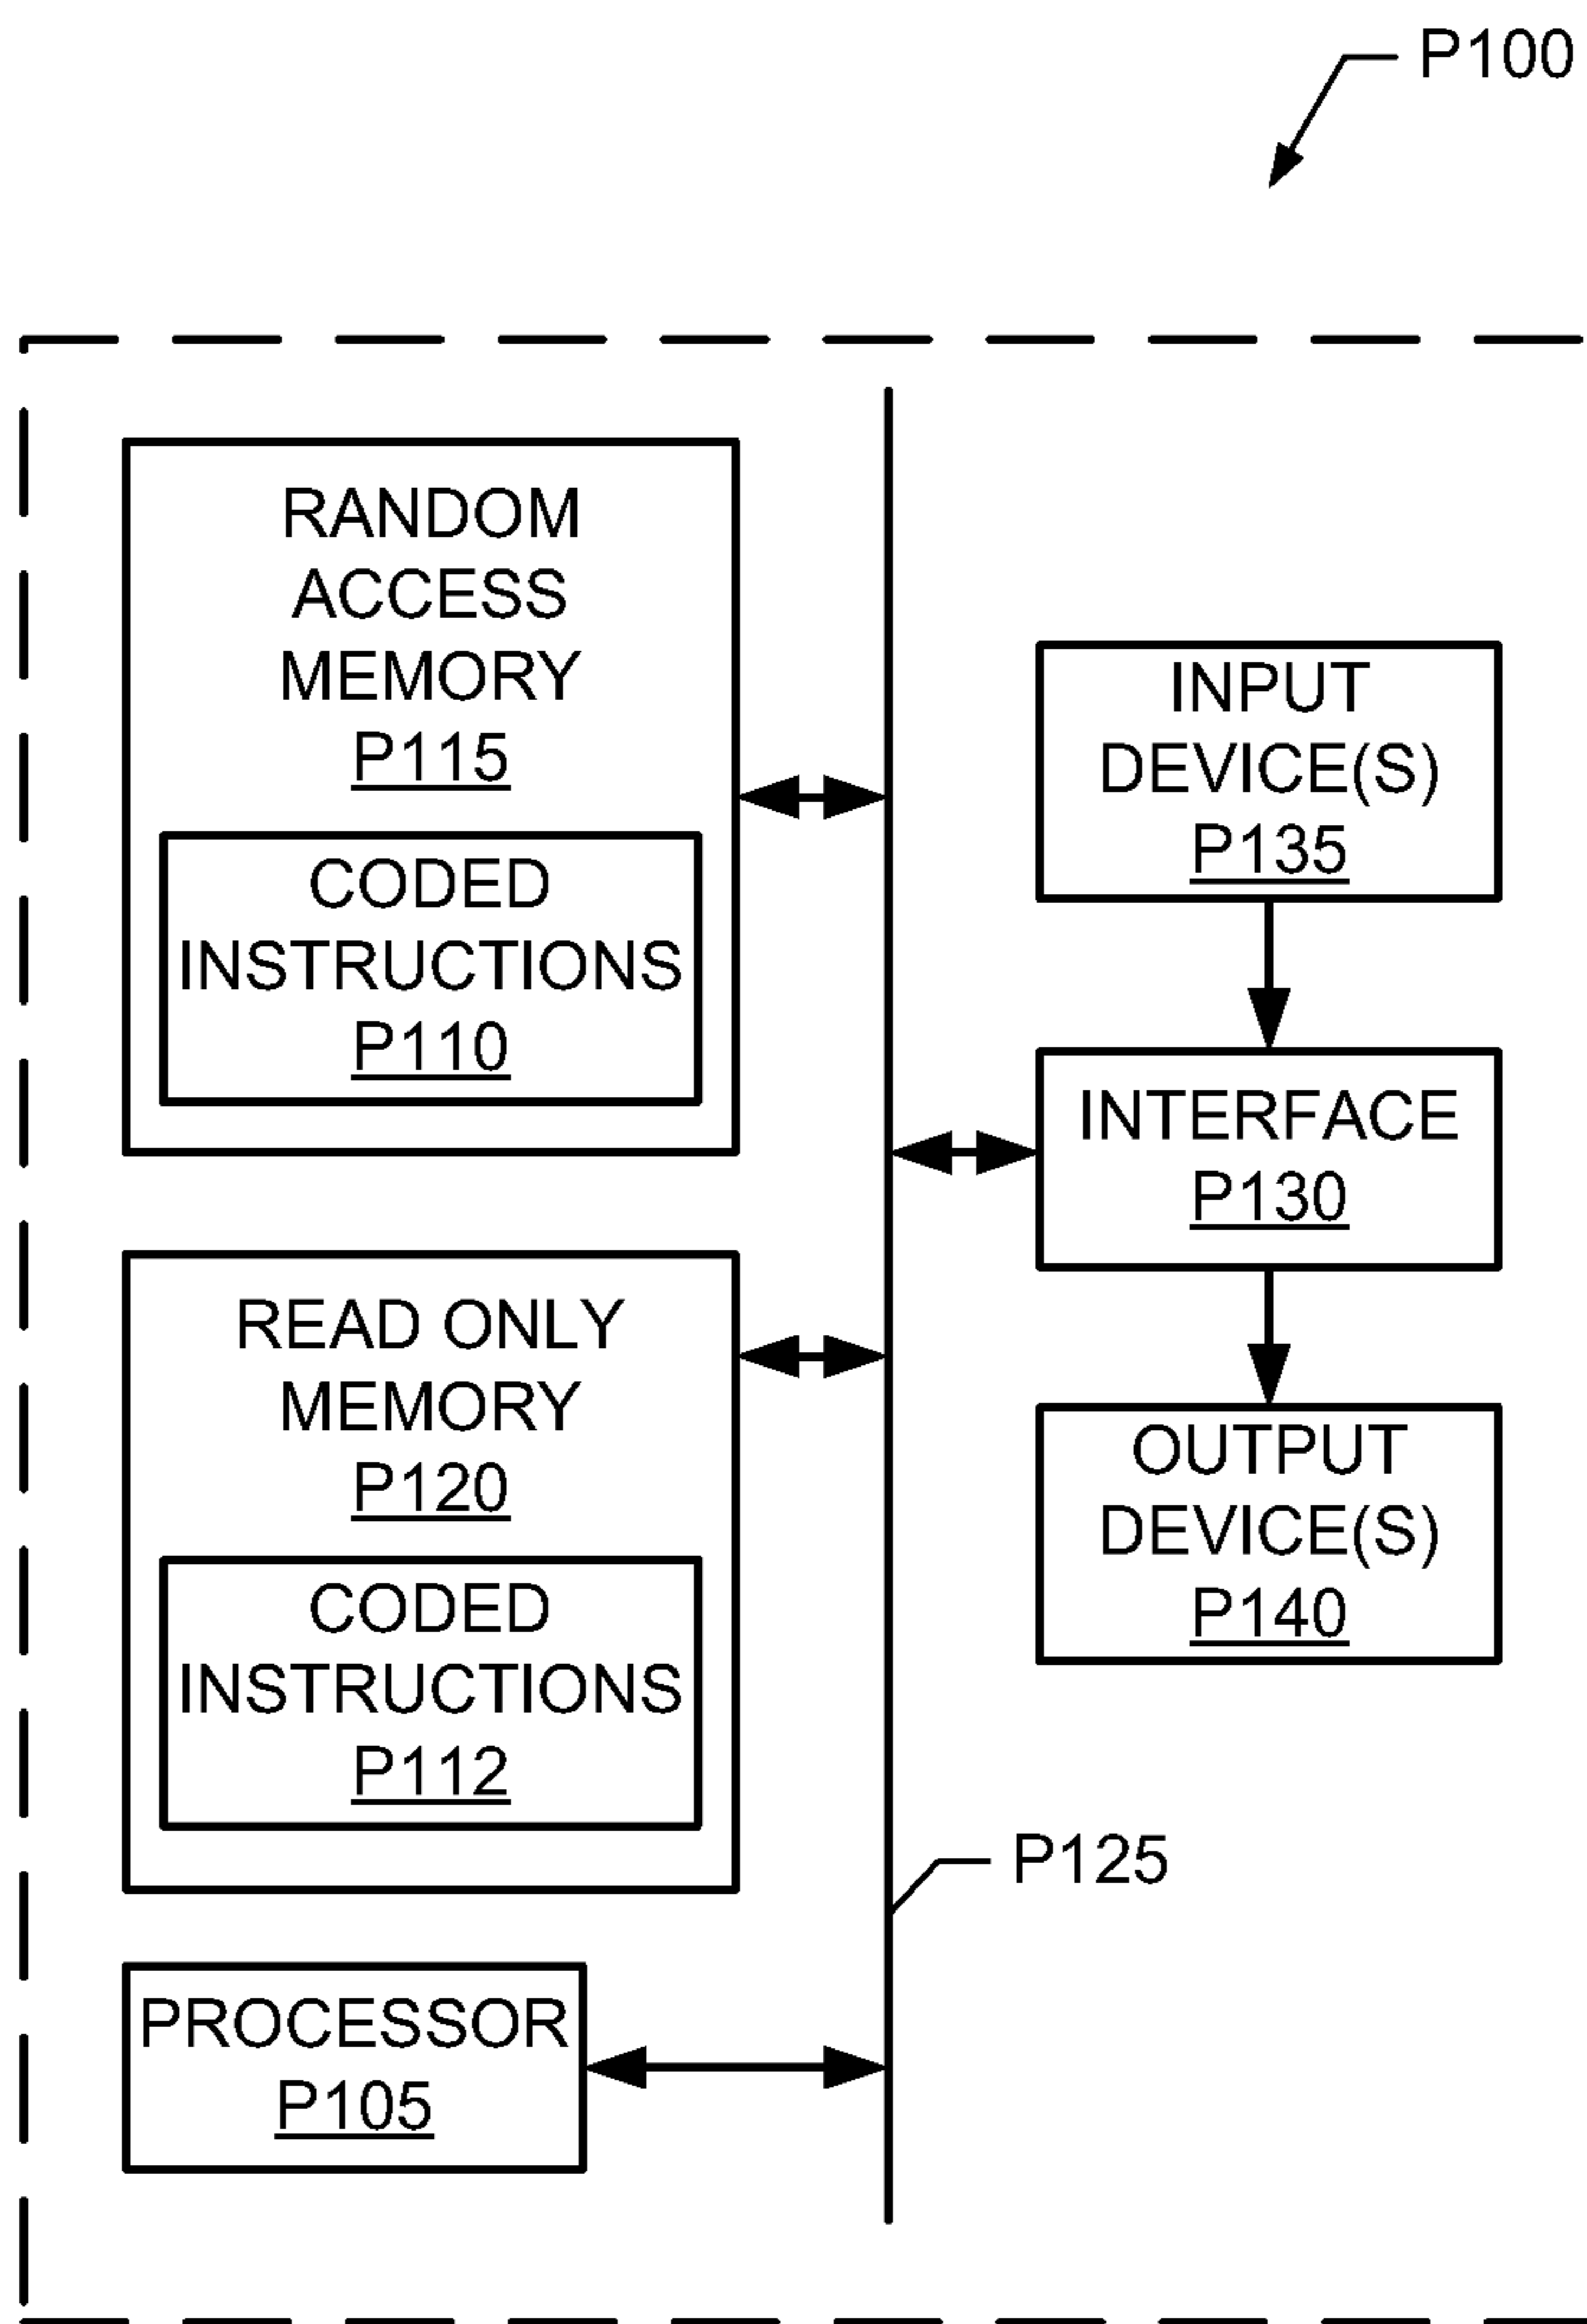 P100
RANDOM
ACCESS
MEMORY
P115
CODED
INSTRUCTIONS
P110
READ ONLY
MEMORY
P120
CODED
INSTRUCTIONS
P112
PROCESSOR
P105
INPUT
DEVICE(S)
P135
INTERFACE
P130
OUTPUT
DEVICE(S)
P140
P125